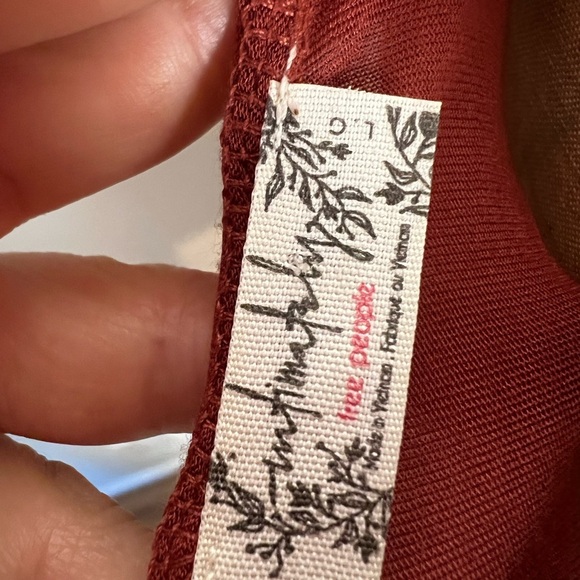 intimately
free people
Made in Vietnam Fabriqué au Vietnam